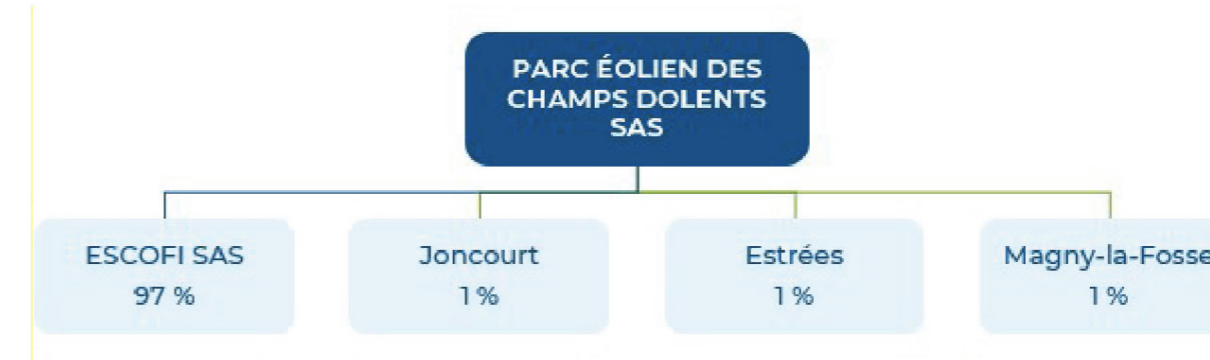 PARC ÉOLIEN DES
CHAMPS DOLENTS
SAS
ESCOFI SAS
97 %
Joncourt
1 %
Estrées
1 %
Magny-la-Fosse
1 %